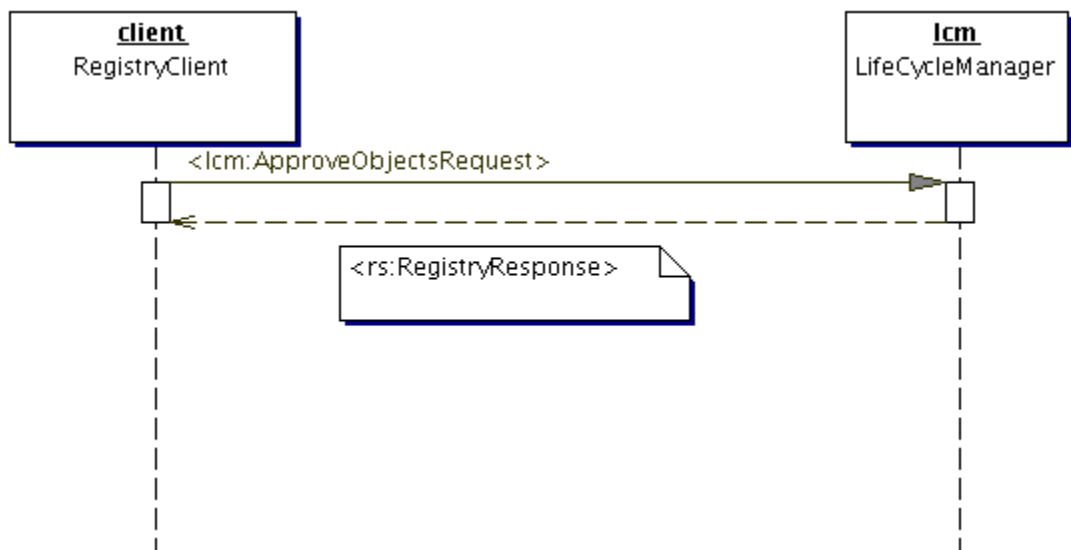 client
RegistryClient
lcm
LifeCycleManager
<lcm:ApproveObjectsRequest>
<rs:RegistryResponse>